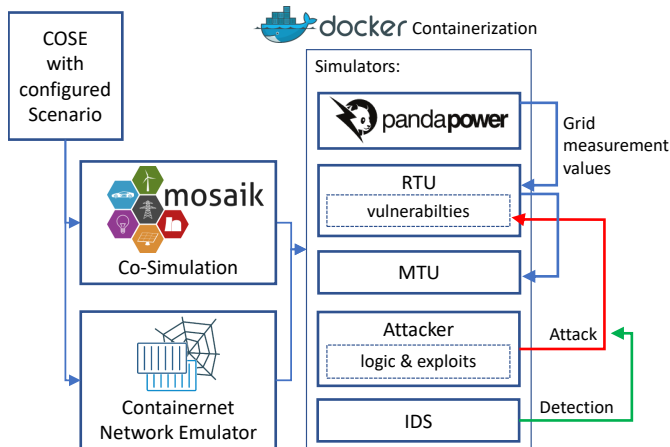 COSE
with
configured
Scenario
docker Containerization
Simulators:
pandapower
Grid
measurement
values
RTU
vulnerabilties
mosaik
Co-Simulation
MTU
Attacker
logic & exploits
Attack
Containernet
Network Emulator
IDS
Detection